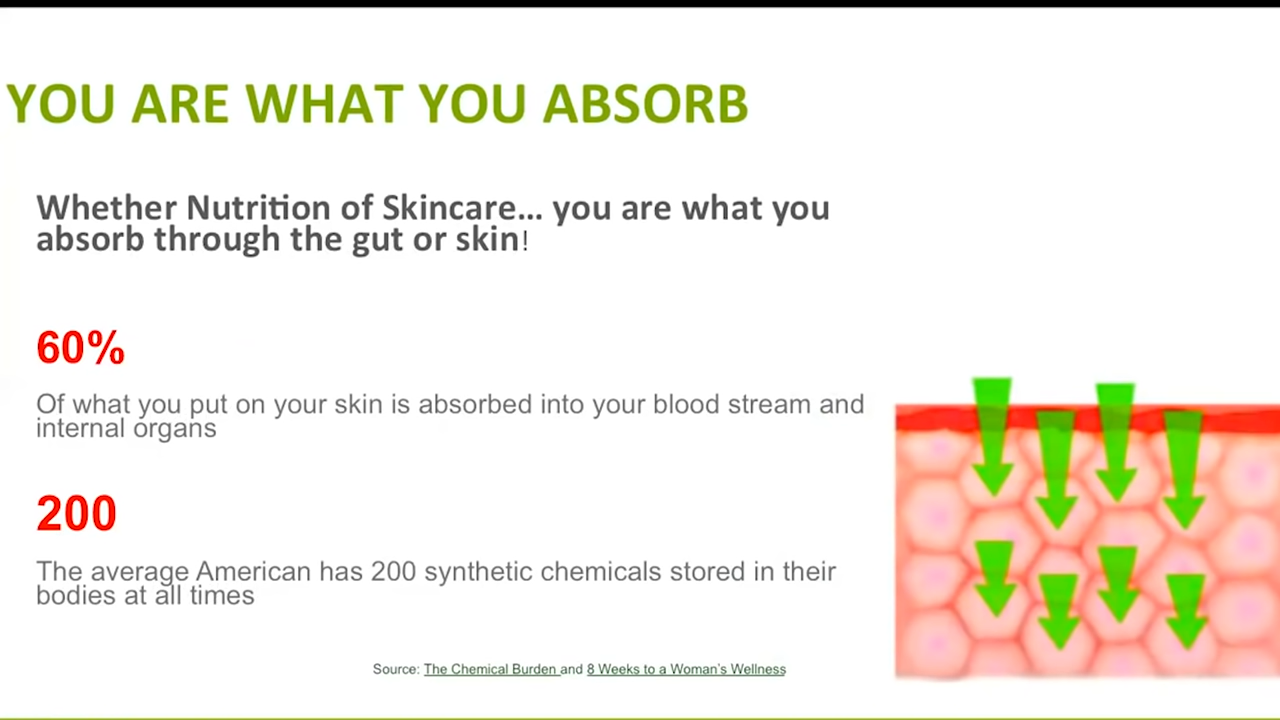 YOU ARE WHAT YOU ABSORB
Whether Nutrition of Skincare... you are what you
absorb through the gut or skin!
60%
Of what you put on your skin is absorbed into your blood stream and
internal organs
200
The average American has 200 synthetic chemicals stored in their
bodies at all times
Source: The Chemical Burden and 8 Weeks to a Woman's Wellness